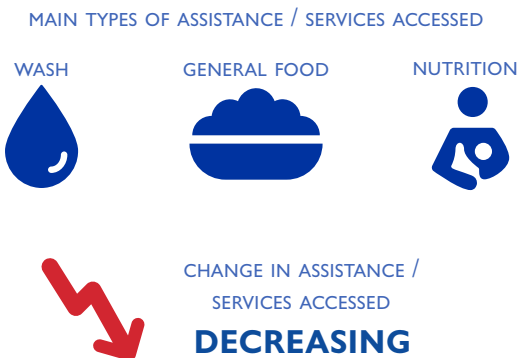 MAIN TYPES OF ASSISTANCE / SERVICES ACCESSED
WASH
GENERAL FOOD
NUTRITION
CHANGE IN ASSISTANCE /
SERVICES ACCESSED
DECREASING